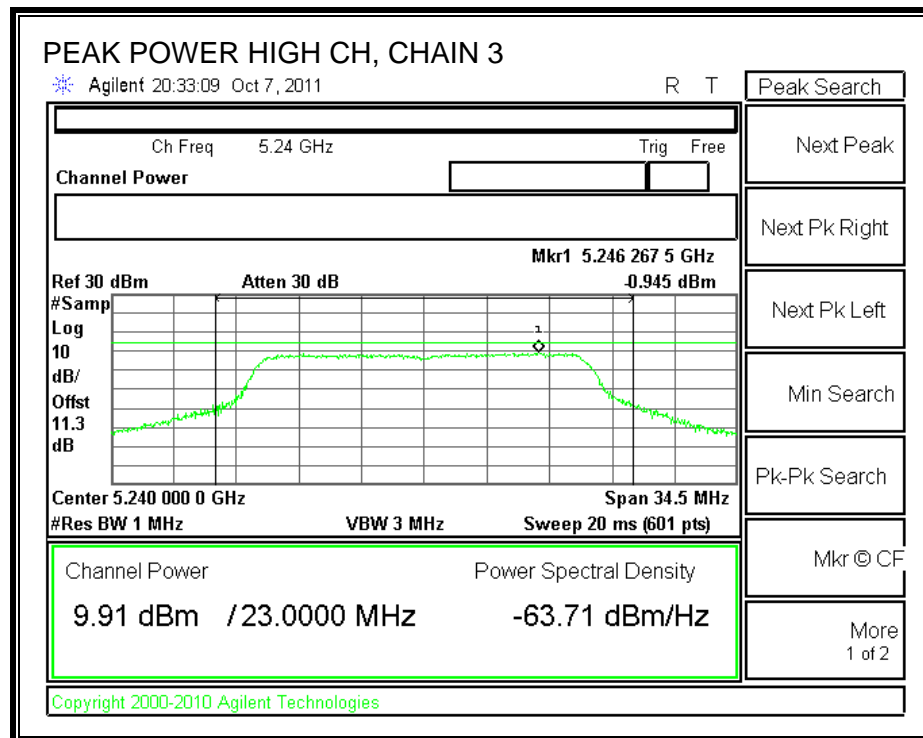 PEAK POWER HIGH CH, CHAIN 3
Agilent 20:33:09 Oct 7, 2011 R T
Peak Search
Ch Freq 5.24 GHz Trig Free
Next Peak
Channel Power
Next Pk Right
Mkr1 5.246 267 5 GHz
Ref 30 dBm Atten 30 dB -0.945 dBm
#Samp
Log
10
dB/
Offst
11.3
dB
1
Next Pk Left
Min Search
Pk-Pk Search
Center 5.240 000 0 GHz Span 34.5 MHz
#Res BW 1 MHz VBW 3 MHz Sweep 20 ms (601 pts)
Mkr © CF
Channel Power Power Spectral Density
9.91 dBm / 23.0000 MHz -63.71 dBm/Hz
More
1 of 2
Copyright 2000-2010 Agilent Technologies